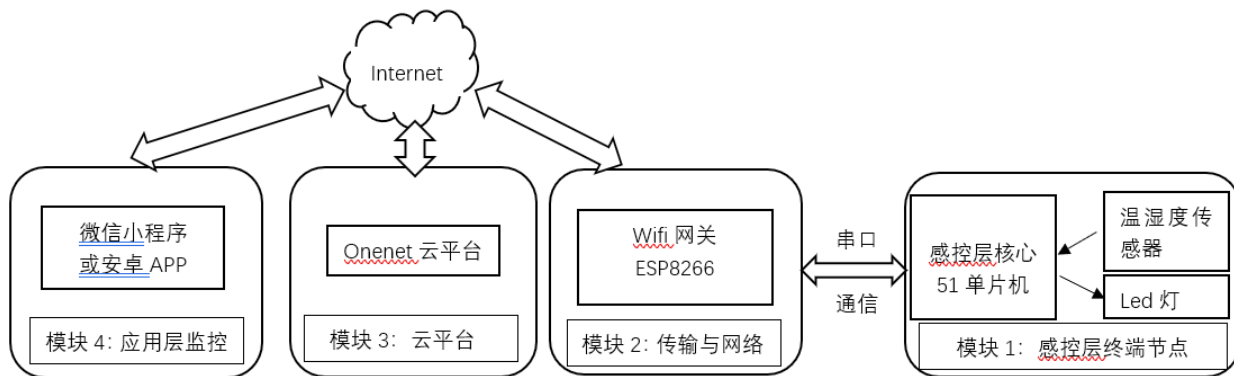 Internet
微信小程序
或安卓 APP
模块 4：应用层监控
Onenet 云平台
模块 3：云平台
Wifi 网关
ESP8266
模块 2：传输与网络
串口
通信
感控层核心
51 单片机
温湿度传
感器
Led 灯
模块 1：感控层终端节点